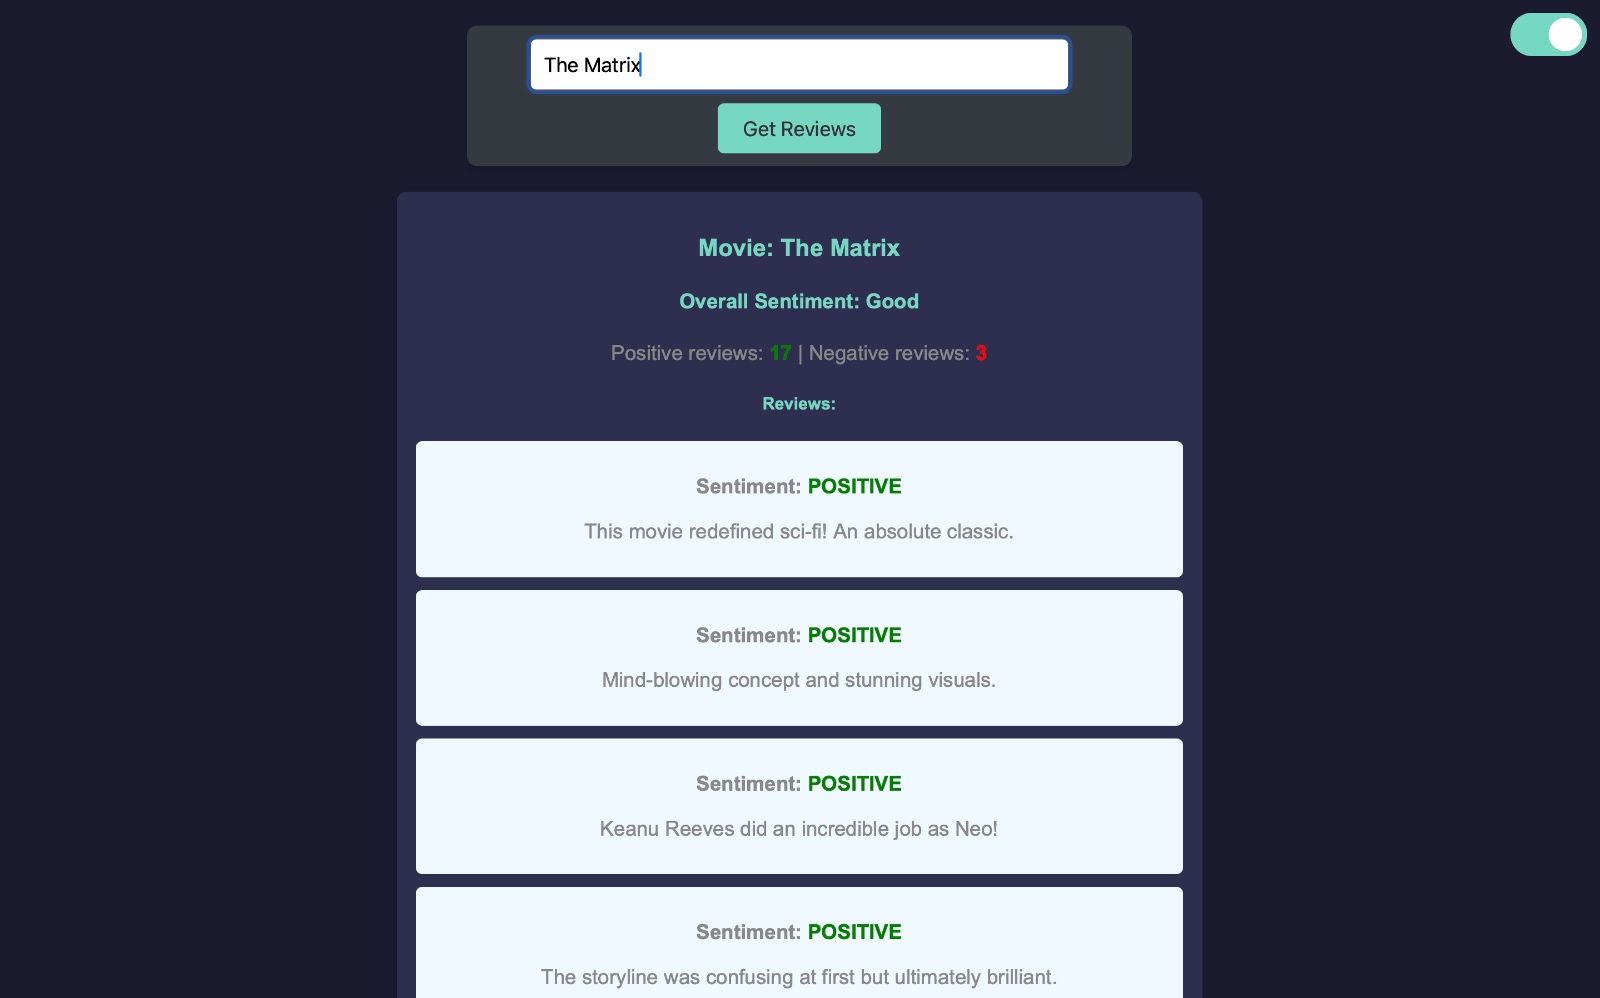 The Matrix
Get Reviews
Movie: The Matrix
Overall Sentiment: Good
Positive reviews: 17 | Negative reviews: 3
Reviews:
Sentiment: POSITIVE
This movie redefined sci-fi! An absolute classic.
Sentiment: POSITIVE
Mind-blowing concept and stunning visuals.
Sentiment: POSITIVE
Keanu Reeves did an incredible job as Neo!
Sentiment: POSITIVE
The storyline was confusing at first but ultimately brilliant.